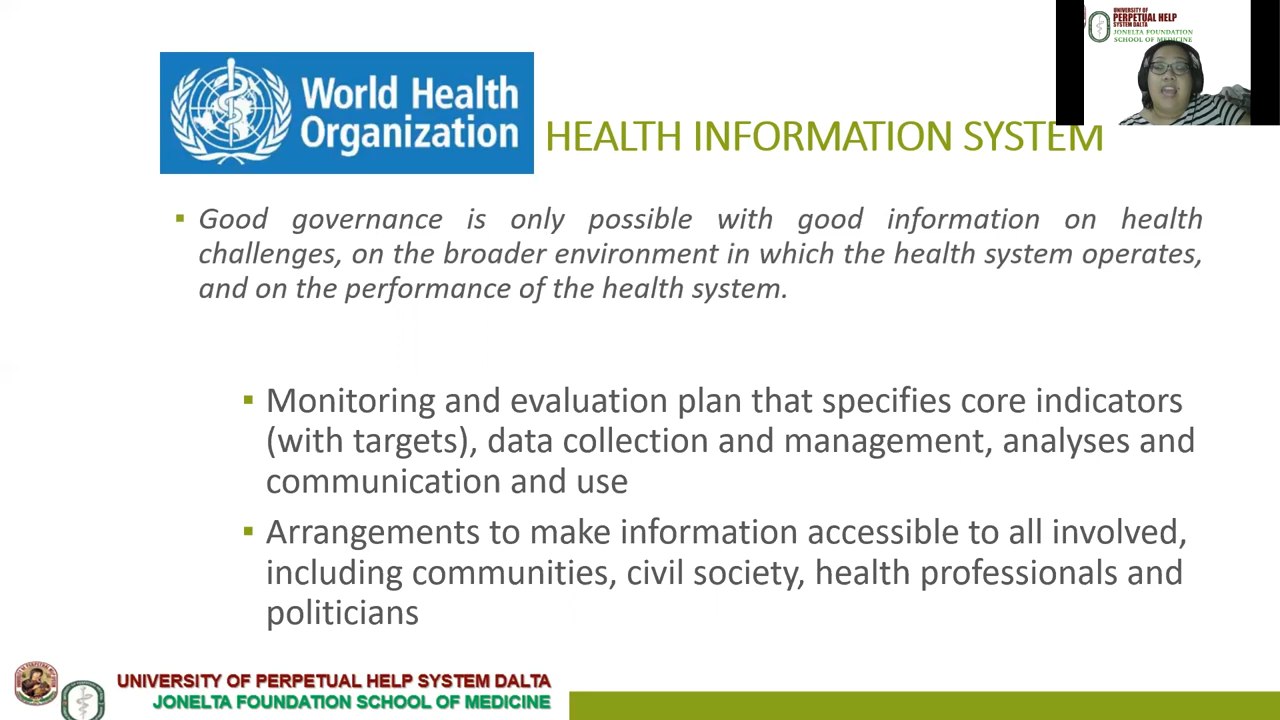 UNIVERSITY OF
PERPETUAL HELP
SYSTEM DALTA
JONELTA FOUNDATION
SCHOOL OF MEDICINE
World Health
Organization
HEALTH INFORMATION SYSTEM
▪ Good governance is only possible with good information on health
challenges, on the broader environment in which the health system operates,
and on the performance of the health system.
▪ Monitoring and evaluation plan that specifies core indicators
(with targets), data collection and management, analyses and
communication and use
▪ Arrangements to make information accessible to all involved,
including communities, civil society, health professionals and
politicians
UNIVERSITY OF PERPETUAL HELP SYSTEM DALTA
JONELTA FOUNDATION SCHOOL OF MEDICINE